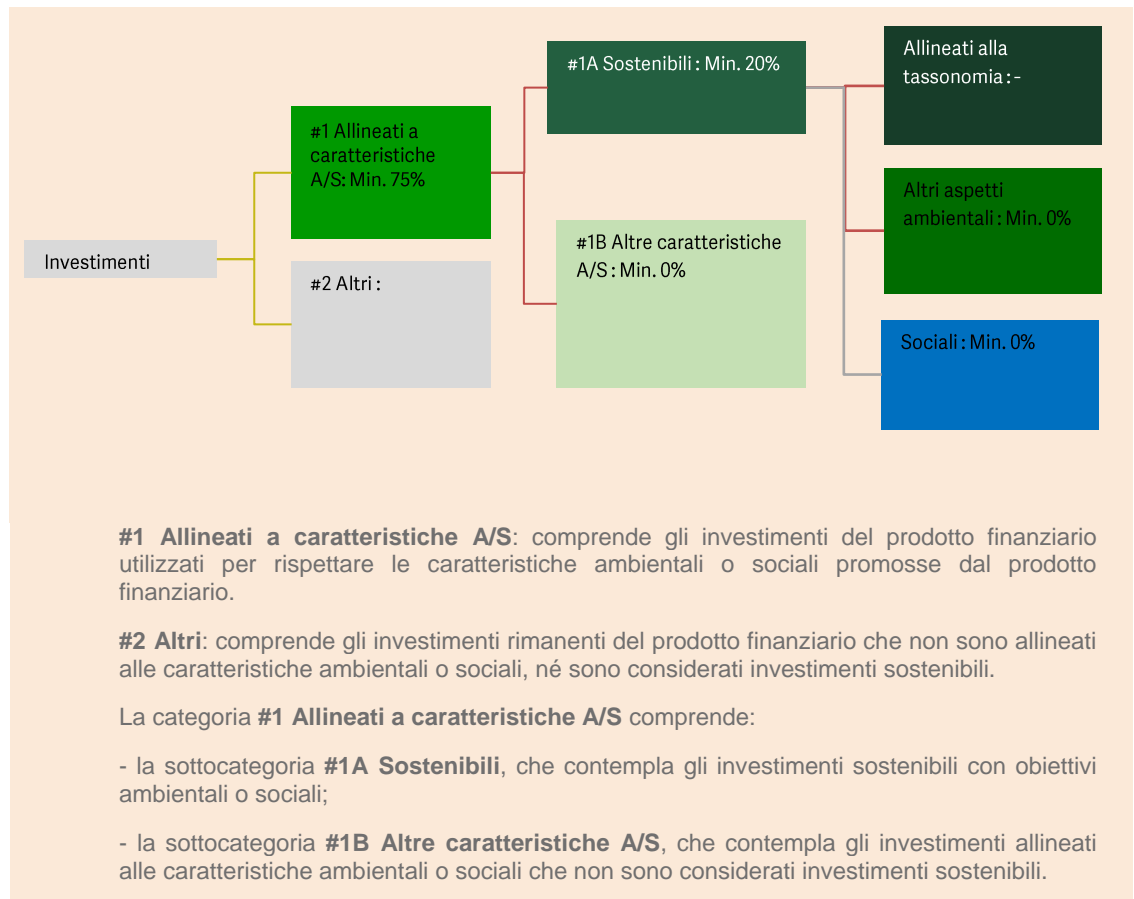 Investimenti
#1 Allineati a
caratteristiche
A/S: Min. 75%
#2 Altri :
#1A Sostenibili : Min. 20%
#1B Altre caratteristiche
A/S : Min. 0%
Allineati alla
tassonomia : -
Altri aspetti
ambientali : Min. 0%
Sociali : Min. 0%
#1 Allineati a caratteristiche A/S: comprende gli investimenti del prodotto finanziario
utilizzati per rispettare le caratteristiche ambientali o sociali promosse dal prodotto
finanziario.
#2 Altri: comprende gli investimenti rimanenti del prodotto finanziario che non sono allineati
alle caratteristiche ambientali o sociali, né sono considerati investimenti sostenibili.
La categoria #1 Allineati a caratteristiche A/S comprende:
- la sottocategoria #1A Sostenibili, che contempla gli investimenti sostenibili con obiettivi
ambientali o sociali;
- la sottocategoria #1B Altre caratteristiche A/S, che contempla gli investimenti allineati
alle caratteristiche ambientali o sociali che non sono considerati investimenti sostenibili.